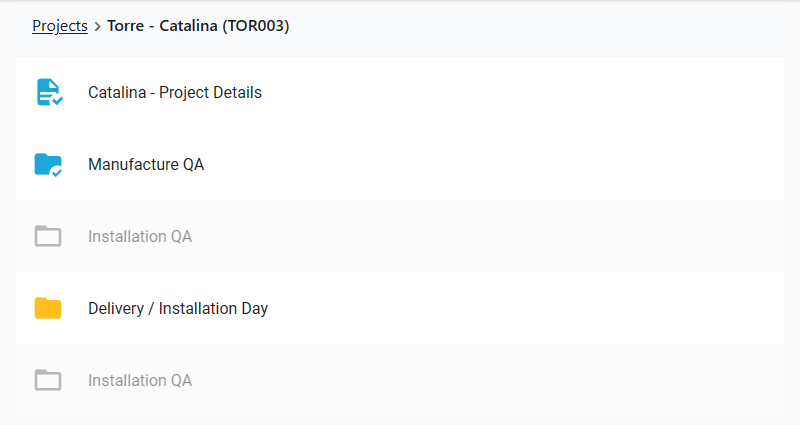 Projects > Torre - Catalina (TOR003)
Catalina - Project Details
Manufacture QA
Installation QA
Delivery / Installation Day
Installation QA